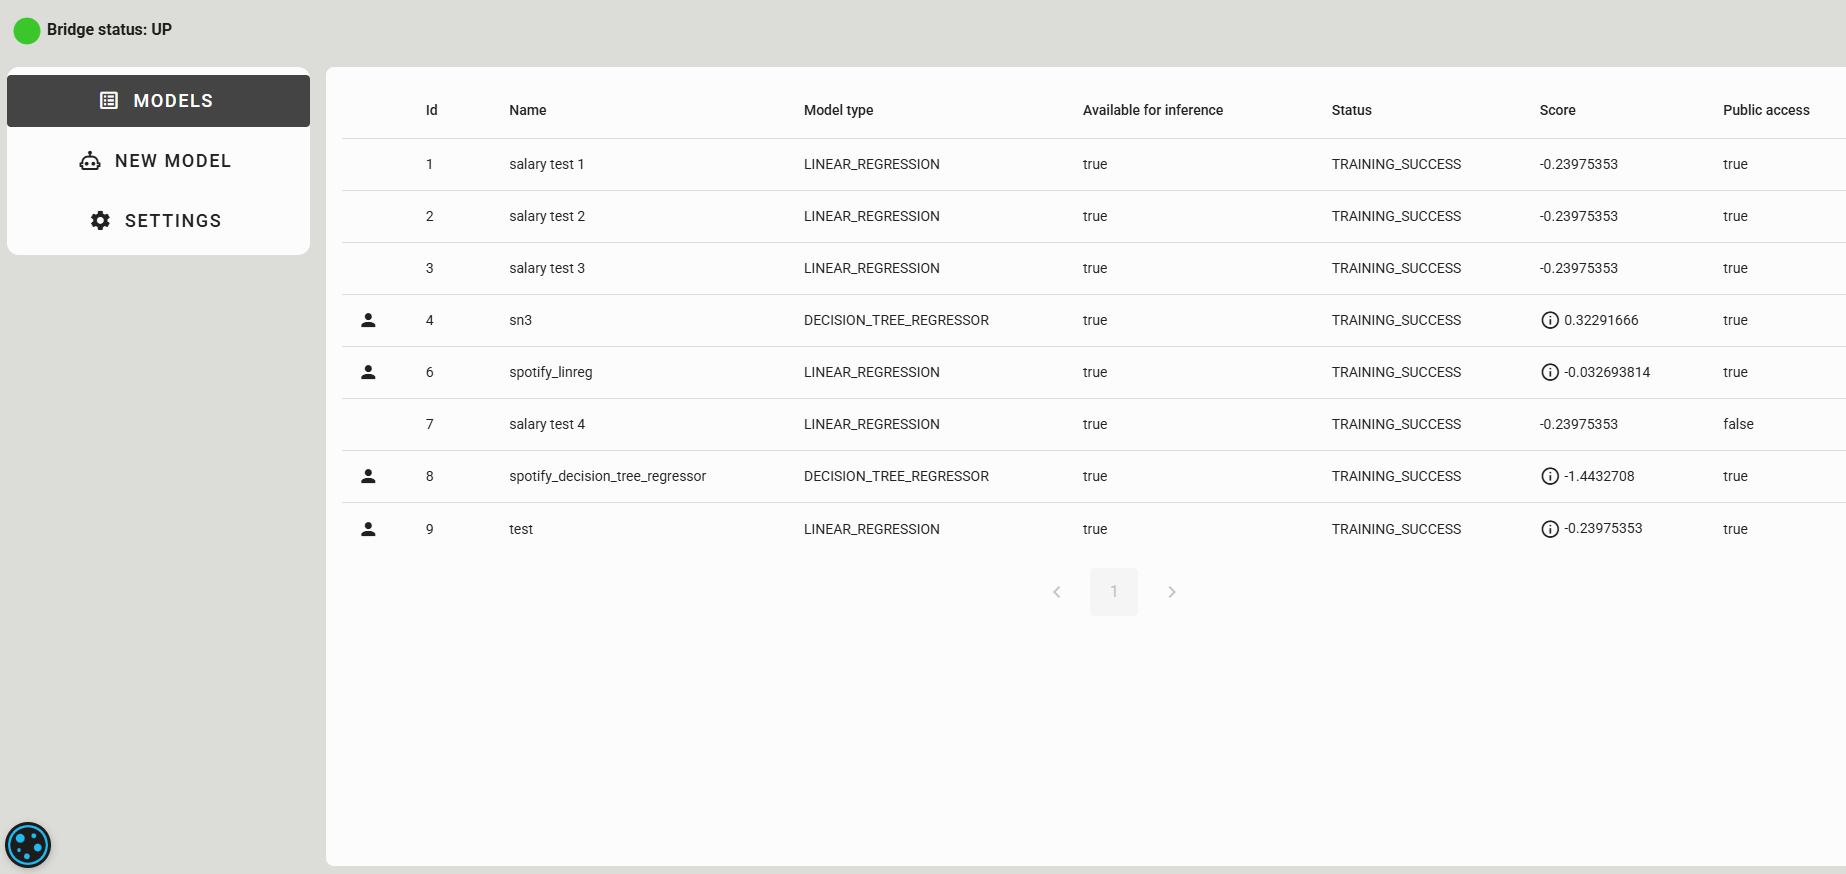 Bridge status: UP
MODELS
NEW MODEL
SETTINGS
Id Name Model type Available for inference Status Score Public access
1 salary test 1 LINEAR_REGRESSION true TRAINING_SUCCESS -0.23975353 true
2 salary test 2 LINEAR_REGRESSION true TRAINING_SUCCESS -0.23975353 true
3 salary test 3 LINEAR_REGRESSION true TRAINING_SUCCESS -0.23975353 true
4 sn3 DECISION_TREE_REGRESSOR true TRAINING_SUCCESS 0.32291666 true
6 spotify_linreg LINEAR_REGRESSION true TRAINING_SUCCESS -0.032693814 true
7 salary test 4 LINEAR_REGRESSION true TRAINING_SUCCESS -0.23975353 false
8 spotify_decision_tree_regressor DECISION_TREE_REGRESSOR true TRAINING_SUCCESS -1.4432708 true
9 test LINEAR_REGRESSION true TRAINING_SUCCESS -0.23975353 true
1